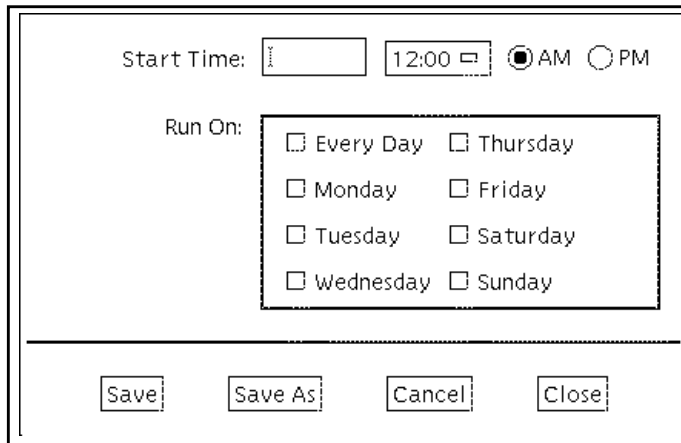 Start Time: 12:00 AM PM
Run On:
Every Day Thursday
Monday Friday
Tuesday Saturday
Wednesday Sunday
Save Save As Cancel Close